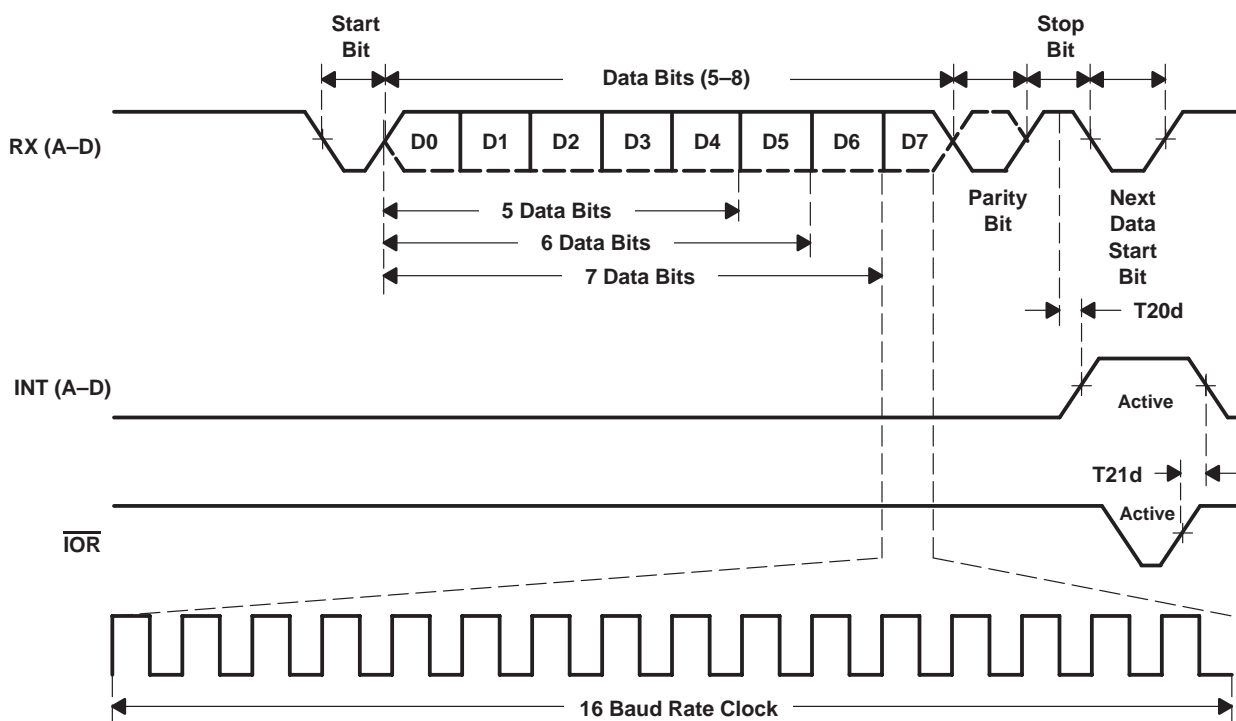 Start
Bit
Data Bits (5–8)
Stop
Bit
RX (A–D)
D0 D1 D2 D3 D4 D5 D6 D7
5 Data Bits
6 Data Bits
7 Data Bits
Parity
Bit
Next
Data
Start
Bit
T20d
INT (A–D)
Active
T21d
IOR
Active
16 Baud Rate Clock